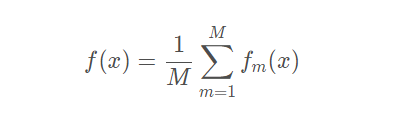 f(x) = \frac{1}{M} \sum_{m=1}^{M} f_m(x)